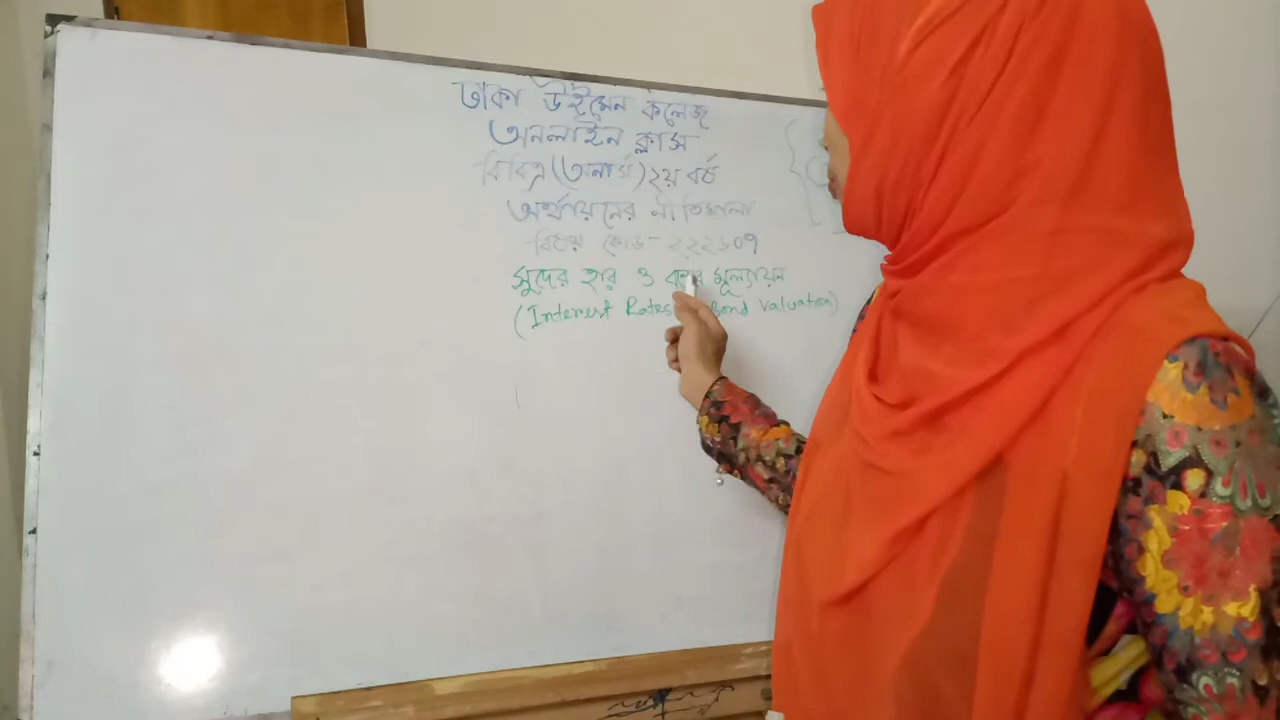 ঢাকা উইমেন কলেজ
অনলাইন ক্লাস
বিবিএ (অনার্স) ২য় বর্ষ
অর্থায়নের নীতিমালা
বিষয় কোড - ২২২৬০৭
সুদের হার ও বন্ডের মূল্যায়ন
(Interest Rates Bond Valuation)